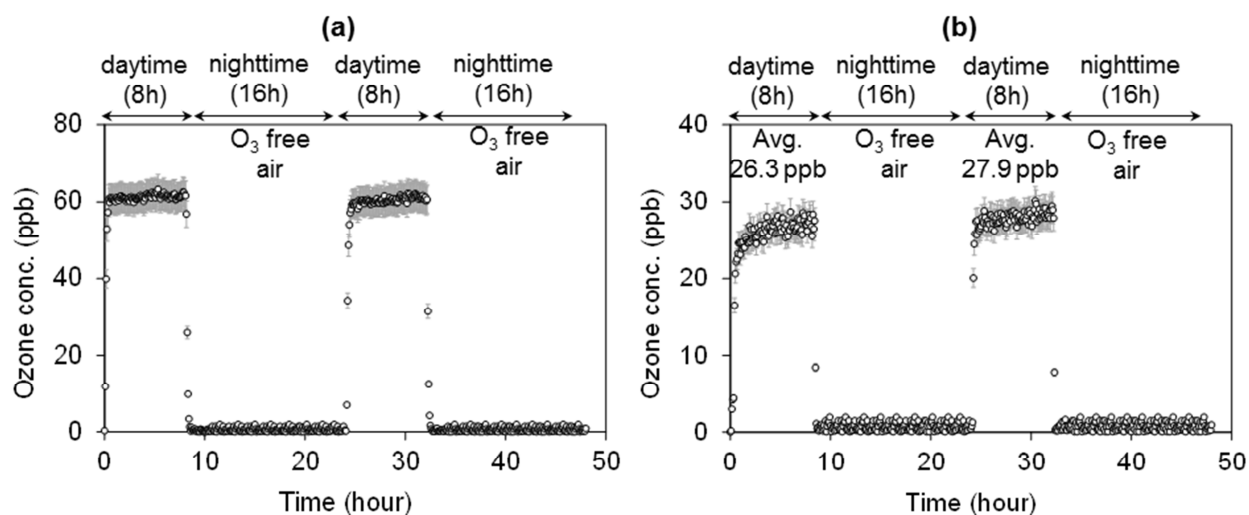 (a)
daytime
(8h)
nighttime
(16h)
daytime
(8h)
nighttime
(16h)
O₃ free
air
O₃ free
air
80
60
40
20
0
Ozone conc. (ppb)
0
10
20
30
40
50
Time (hour)
(b)
daytime
(8h)
nighttime
(16h)
daytime
(8h)
nighttime
(16h)
Avg.
26.3 ppb
O₃ free
air
Avg.
27.9 ppb
O₃ free
air
40
30
20
10
0
Ozone conc. (ppb)
0
10
20
30
40
50
Time (hour)